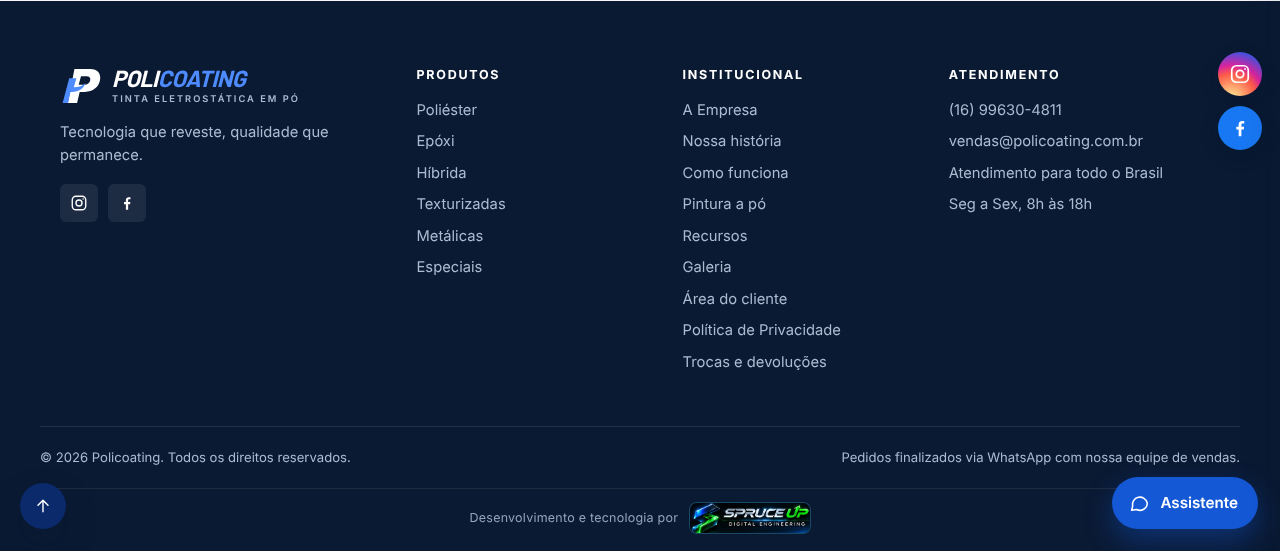 POLICOATING
TINTA ELETROSTÁTICA EM PÓ
Tecnologia que reveste, qualidade que
permanece.
PRODUTOS
Poliéster
Epóxi
Híbrida
Texturizadas
Metálicas
Especiais
INSTITUCIONAL
A Empresa
Nossa história
Como funciona
Pintura a pó
Recursos
Galeria
Área do cliente
Política de Privacidade
Trocas e devoluções
ATENDIMENTO
(16) 99630-4811
vendas@policoating.com.br
Atendimento para todo o Brasil
Seg a Sex, 8h às 18h
© 2026 Policoating. Todos os direitos reservados.
Pedidos finalizados via WhatsApp com nossa equipe de vendas.
Assistente
Desenvolvimento e tecnologia por
SPRUCE UP
DIGITAL ENGINEERING